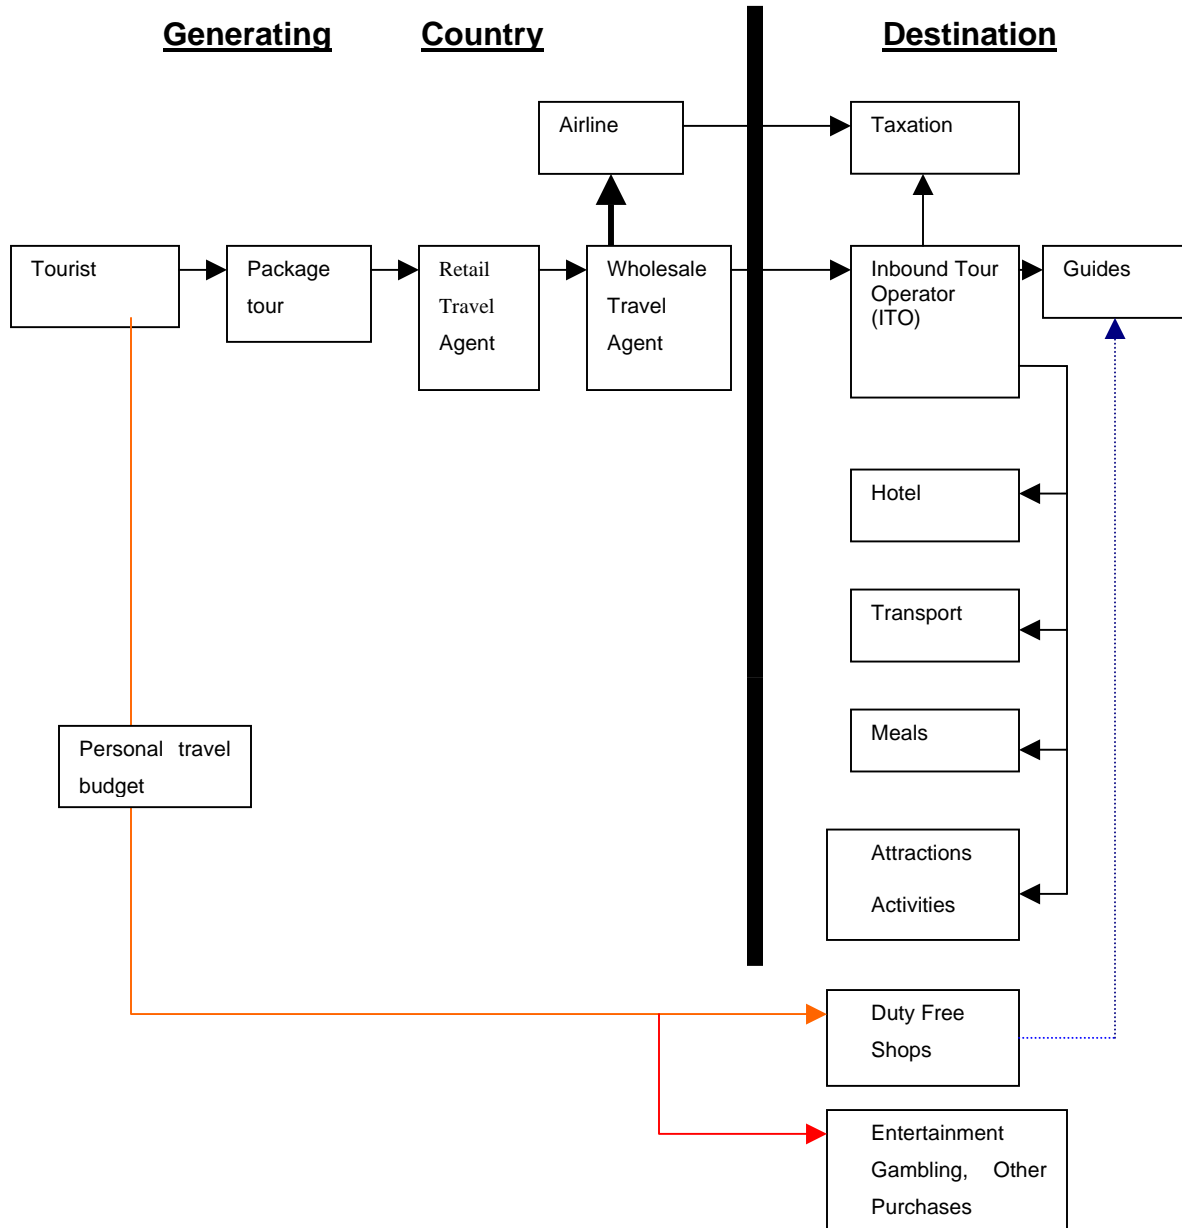 Generating Country Destination
Airline
Taxation
Tourist
Package
tour
Retail
Travel
Agent
Wholesale
Travel
Agent
Inbound Tour
Operator
(ITO)
Guides
Hotel
Transport
Meals
Personal travel
budget
Attractions
Activities
Duty Free
Shops
Entertainment
Gambling, Other
Purchases